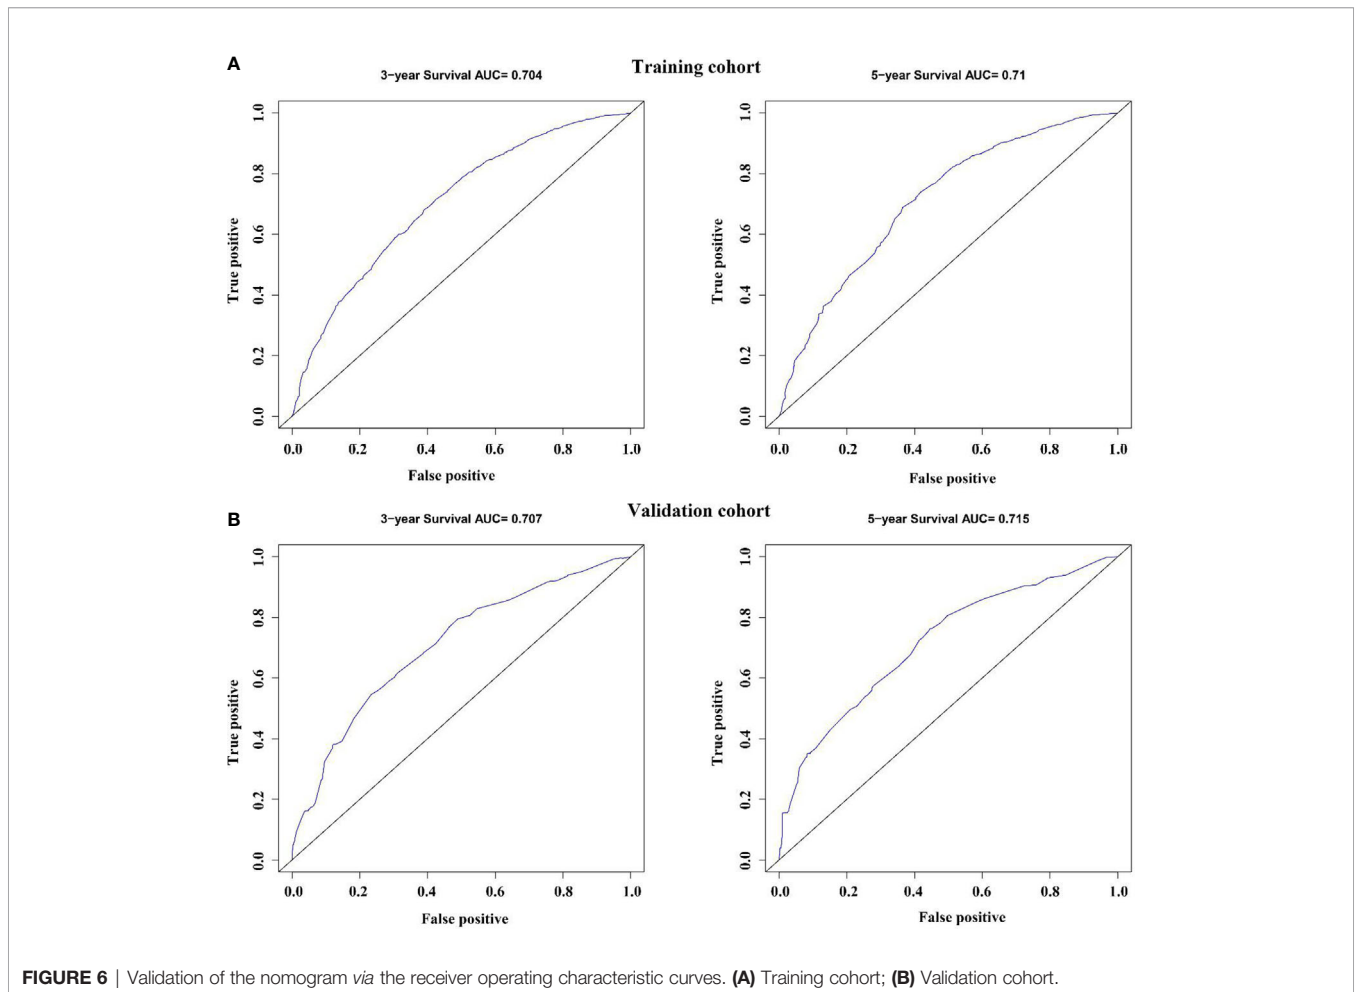 A
Training cohort
3-year Survival AUC= 0.704
True positive
1.0
0.8
0.6
0.4
0.2
0.0
0.0 0.2 0.4 0.6 0.8 1.0
False positive
5-year Survival AUC= 0.71
True positive
1.0
0.8
0.6
0.4
0.2
0.0
0.0 0.2 0.4 0.6 0.8 1.0
False positive
B
Validation cohort
3-year Survival AUC= 0.707
True positive
1.0
0.8
0.6
0.4
0.2
0.0
0.0 0.2 0.4 0.6 0.8 1.0
False positive
5-year Survival AUC= 0.715
True positive
1.0
0.8
0.6
0.4
0.2
0.0
0.0 0.2 0.4 0.6 0.8 1.0
False positive
FIGURE 6 | Validation of the nomogram via the receiver operating characteristic curves. (A) Training cohort; (B) Validation cohort.